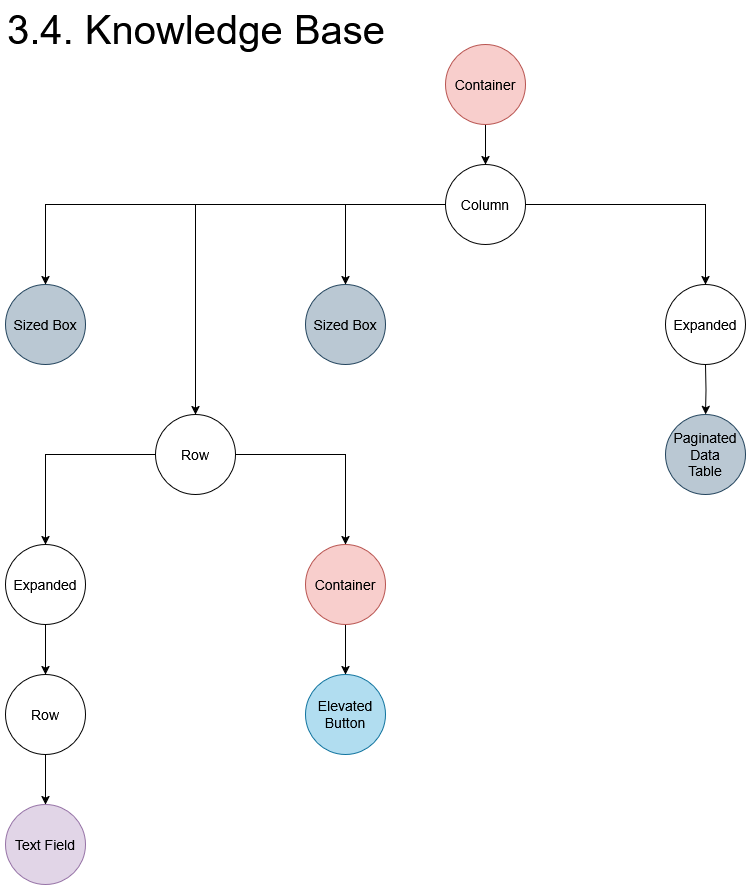 3.4. Knowledge Base
Container
Column
Sized Box
Sized Box
Expanded
Row
Paginated
Data
Table
Expanded
Container
Row
Elevated
Button
Text Field